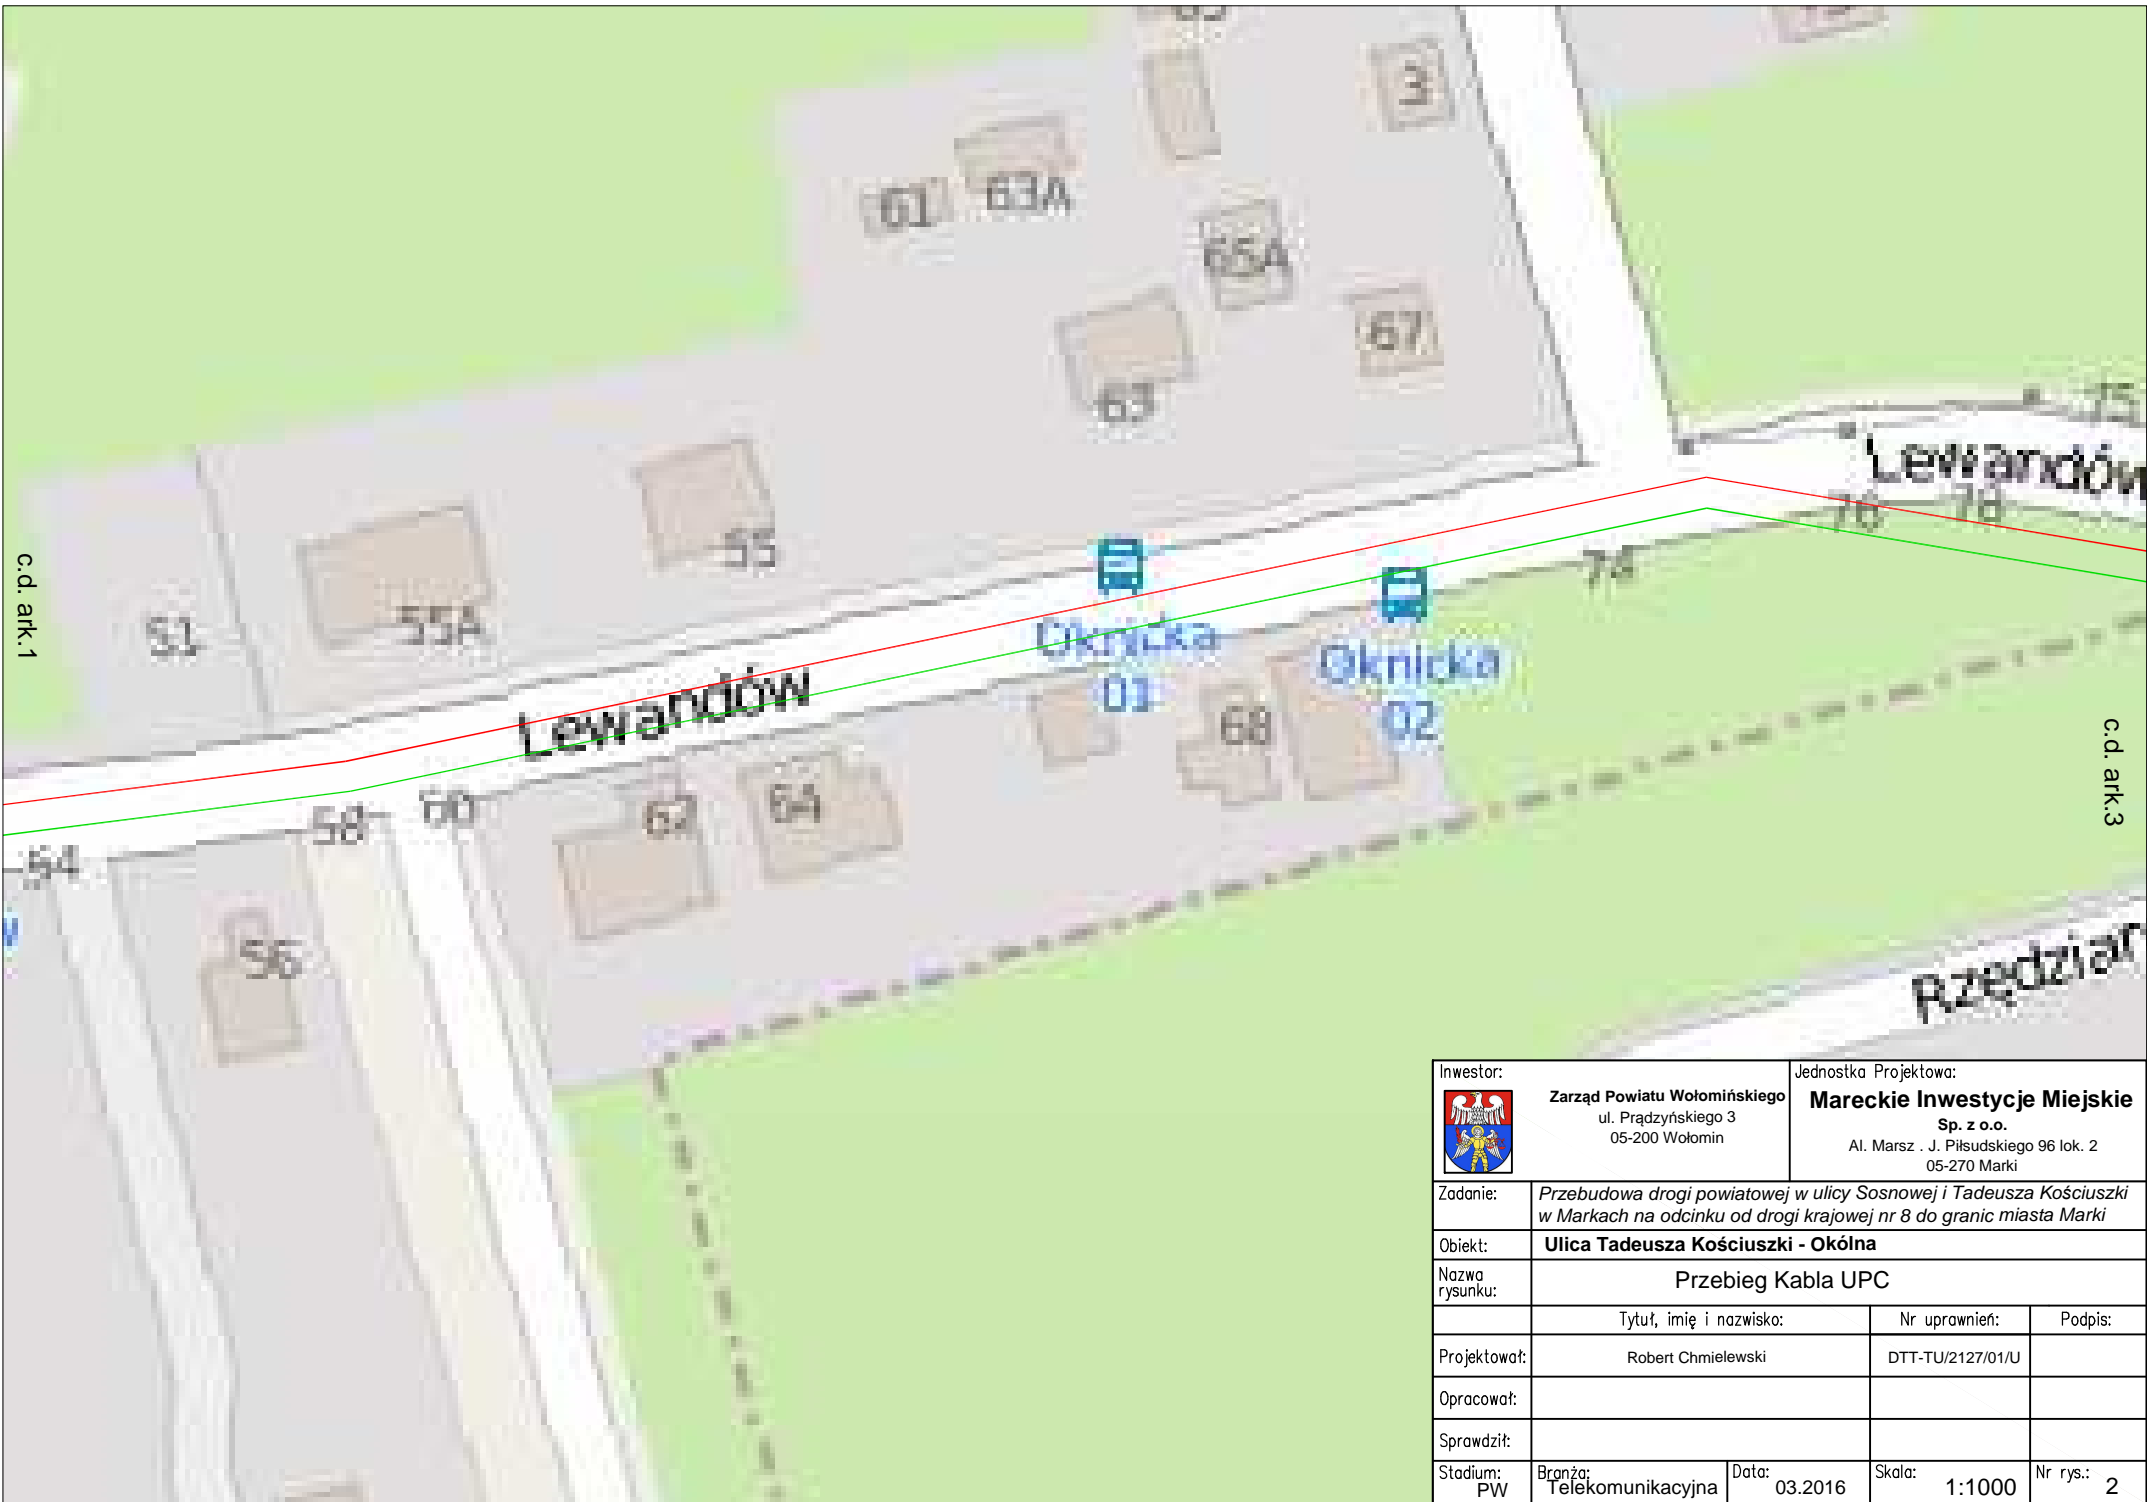 3
61
63A
65A
67
63
75
Lewandów
76
78
55
74
c.d. ark.1
51
55A
Oknicka
01
Oknicka
02
Lewandów
68
c.d. ark.3
58
60
62
64
54
w
56
Inwestor:
Zarząd Powiatu Wołomińskiego
ul. Prądzyńskiego 3
05-200 Wołomin
Jednostka Projektowa:
Mareckie Inwestycje Miejskie
Sp. z o.o.
Al. Marsz . J. Piłsudskiego 96 lok. 2
05-270 Marki
Zadanie:
Przebudowa drogi powiatowej w ulicy Sosnowej i Tadeusza Kościuszki
w Markach na odcinku od drogi krajowej nr 8 do granic miasta Marki
Obiekt:
Ulica Tadeusza Kościuszki - Okólna
Nazwa
rysunku:
Przebieg Kabla UPC
Tytuł, imię i nazwisko:
Nr uprawnień:
Podpis:
Projektował:
Robert Chmielewski
DTT-TU/2127/01/U
Opracował:
Sprawdził:
Stadium:
PW
Branża:
Telekomunikacyjna
Data:
03.2016
Skala:
1:1000
Nr rys.:
2